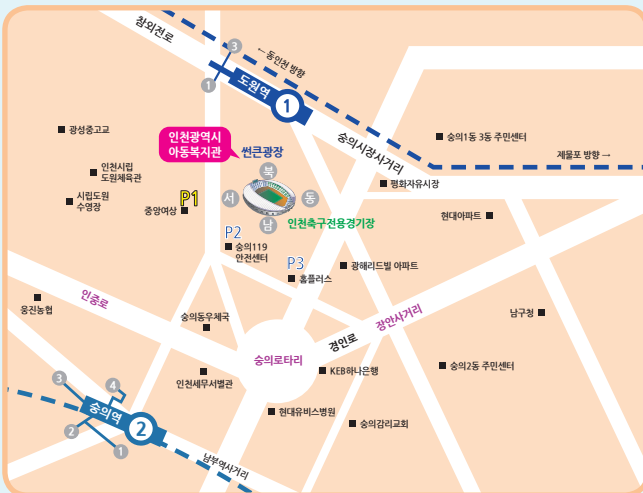 참외전로
3
← 동인천 방향
1
도원역
1
광성중고교
인천광역시
아동복지관
썬큰광장
숭의시장사거리
숭의1동 3동 주민센터
제물포 방향 →
인천시립
도원체육관
북
서
동
남
평화자유시장
시립도원
수영장
P1
중앙여상
현대아파트
인천축구전용경기장
P2
숭의119
안전센터
P3
홈플러스
광해리드빌 아파트
인중로
웅진농협
숭의동우체국
장안사거리
남구청
경인로
숭의로타리
KEB하나은행
숭의2동 주민센터
인천세무서별관
3
4
숭의역
2
2
1
현대유비스병원
숭의감리교회
남부역사거리